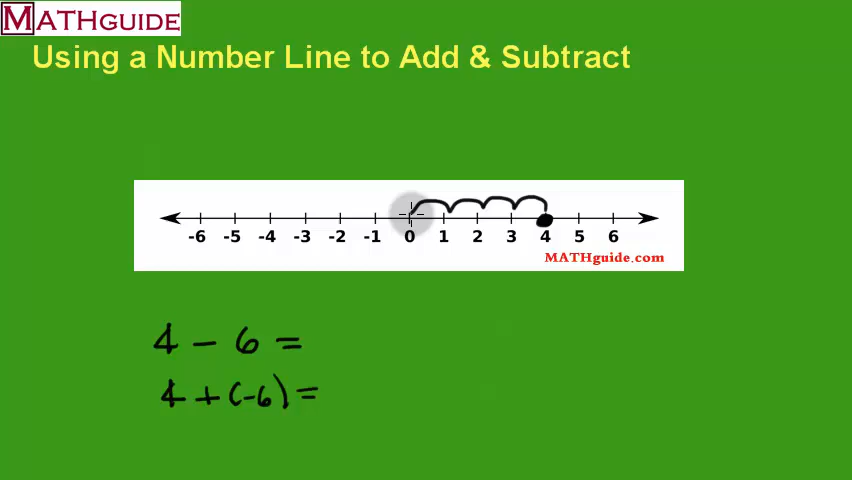 MATHGUIDE
Using a Number Line to Add & Subtract
-6 -5 -4 -3 -2 -1 0 1 2 3 4 5 6
MATHguide.com
4 - 6 =
4 + (-6) =